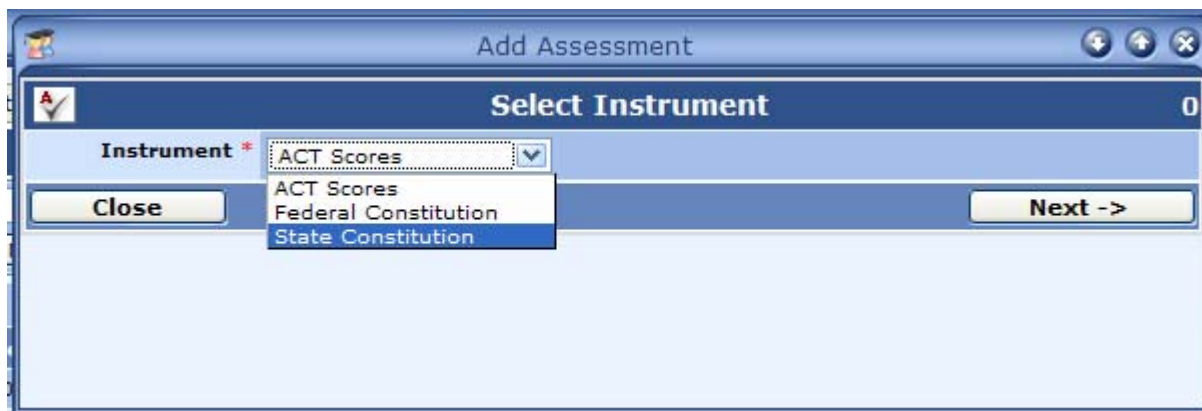 Add Assessment
Select Instrument 0
Instrument * ACT Scores
ACT Scores
Federal Constitution
State Constitution
Close Next ->